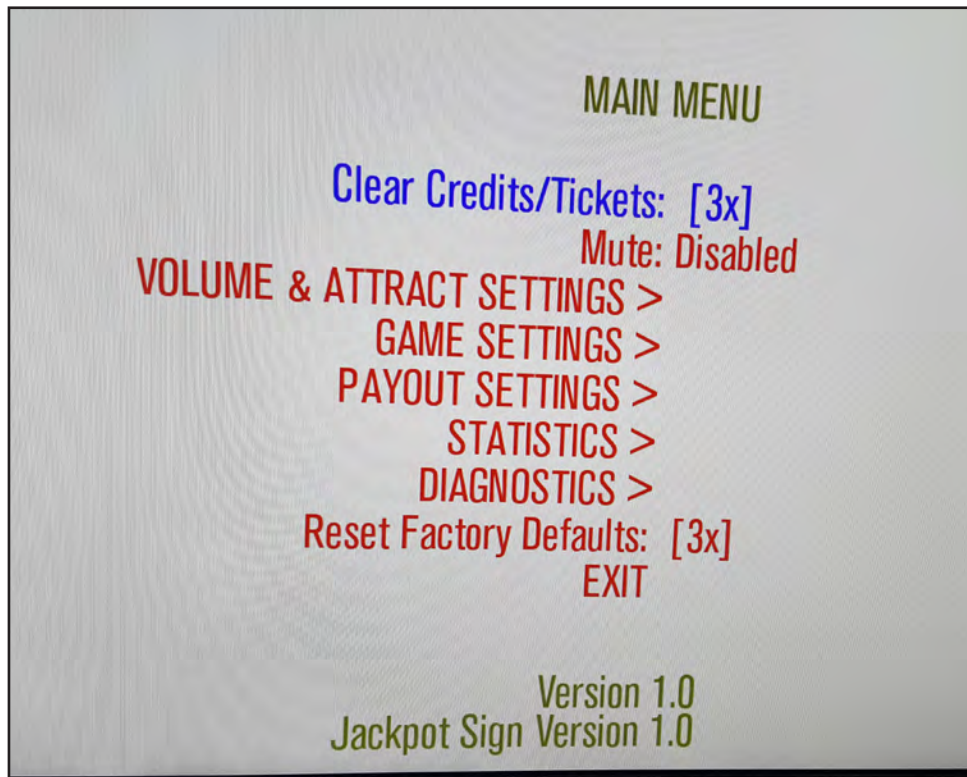 MAIN MENU
Clear Credits/Tickets: [3x]
Mute: Disabled
VOLUME & ATTRACT SETTINGS >
GAME SETTINGS >
PAYOUT SETTINGS >
STATISTICS >
DIAGNOSTICS >
Reset Factory Defaults: [3x]
EXIT
Version 1.0
Jackpot Sign Version 1.0